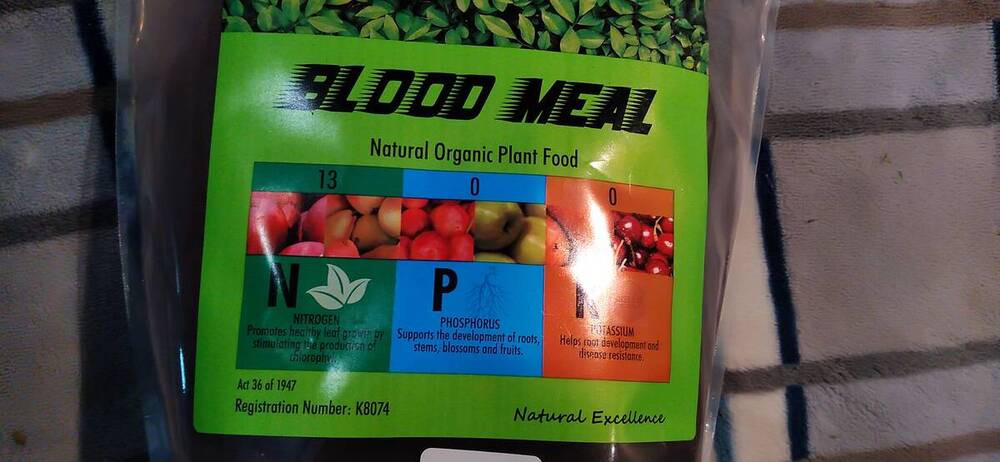 BLOOD MEAL
Natural Organic Plant Food
13
0
0
N
P
K
NITROGEN
Promotes healthy leaf growth by
stimulating the production of
chlorophyll.
PHOSPHORUS
Supports the development of roots,
stems, blossoms and fruits.
POTASSIUM
Helps root development and
disease resistance.
Act 36 of 1947
Registration Number: K8074
Natural Excellence